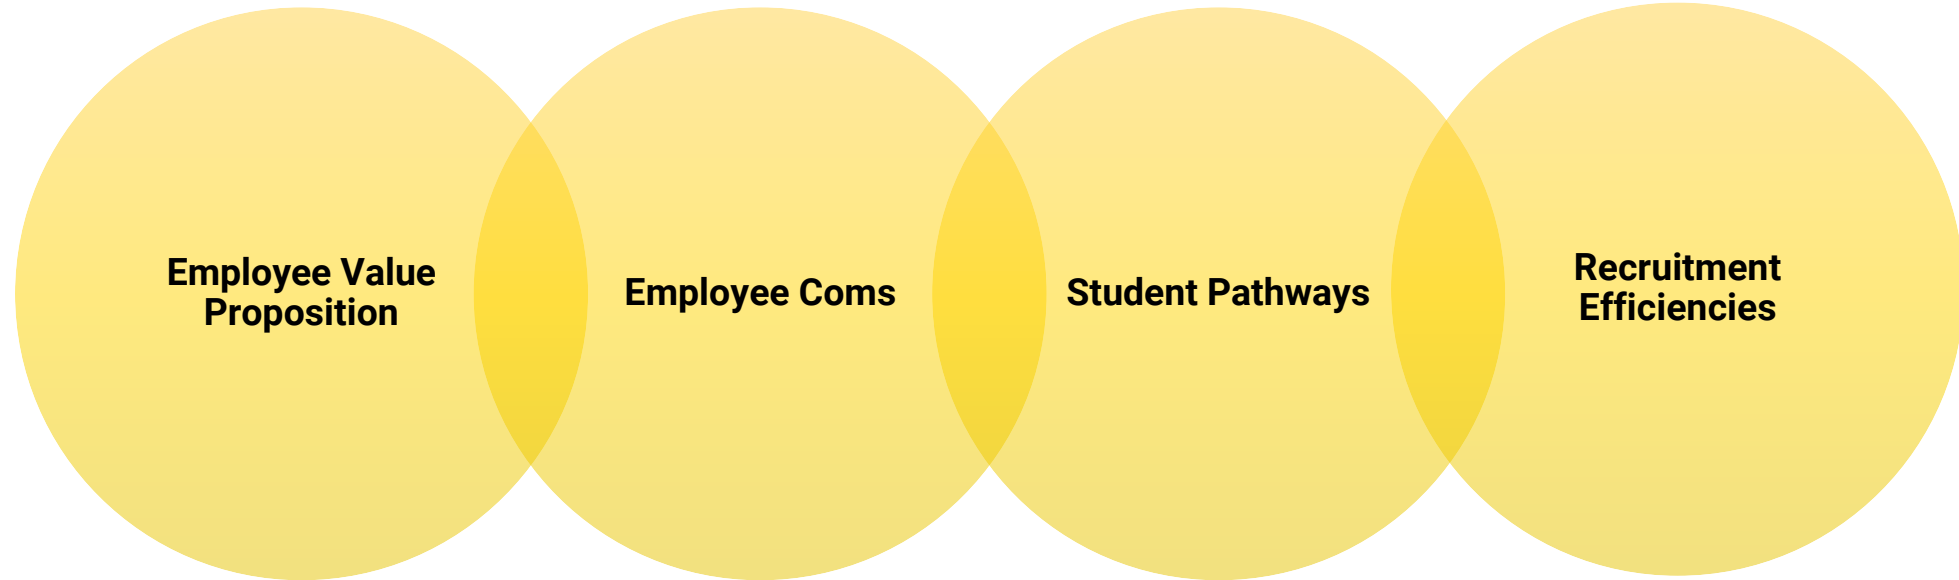 Employee Value
Proposition
Employee Coms
Student Pathways
Recruitment
Efficiencies